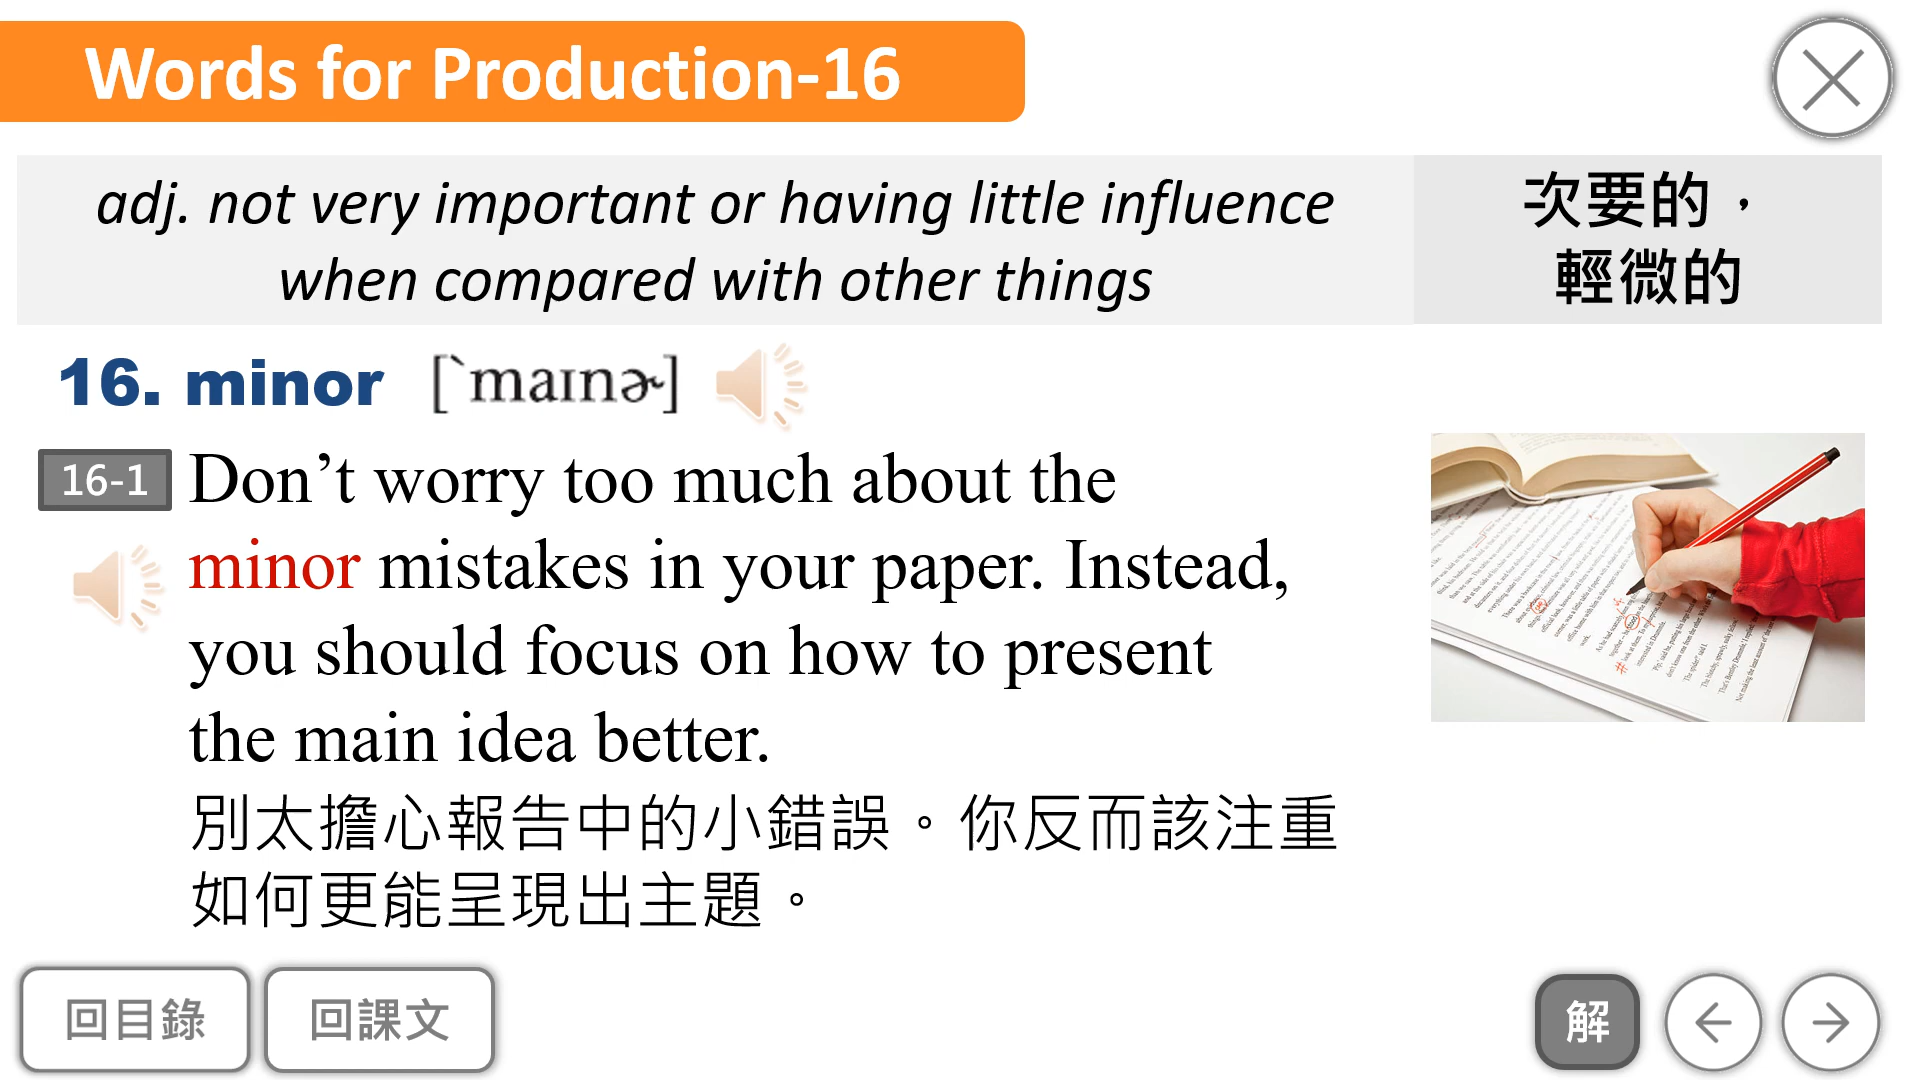 Words for Production-16
adj. not very important or having little influence
when compared with other things
次要的，
輕微的
16. minor [ˋmaɪnɚ]
16-1 Don’t worry too much about the
minor mistakes in your paper. Instead,
you should focus on how to present
the main idea better.
別太擔心報告中的小錯誤。你反而該注重
如何更能呈現出主題。
回目錄
回課文
解